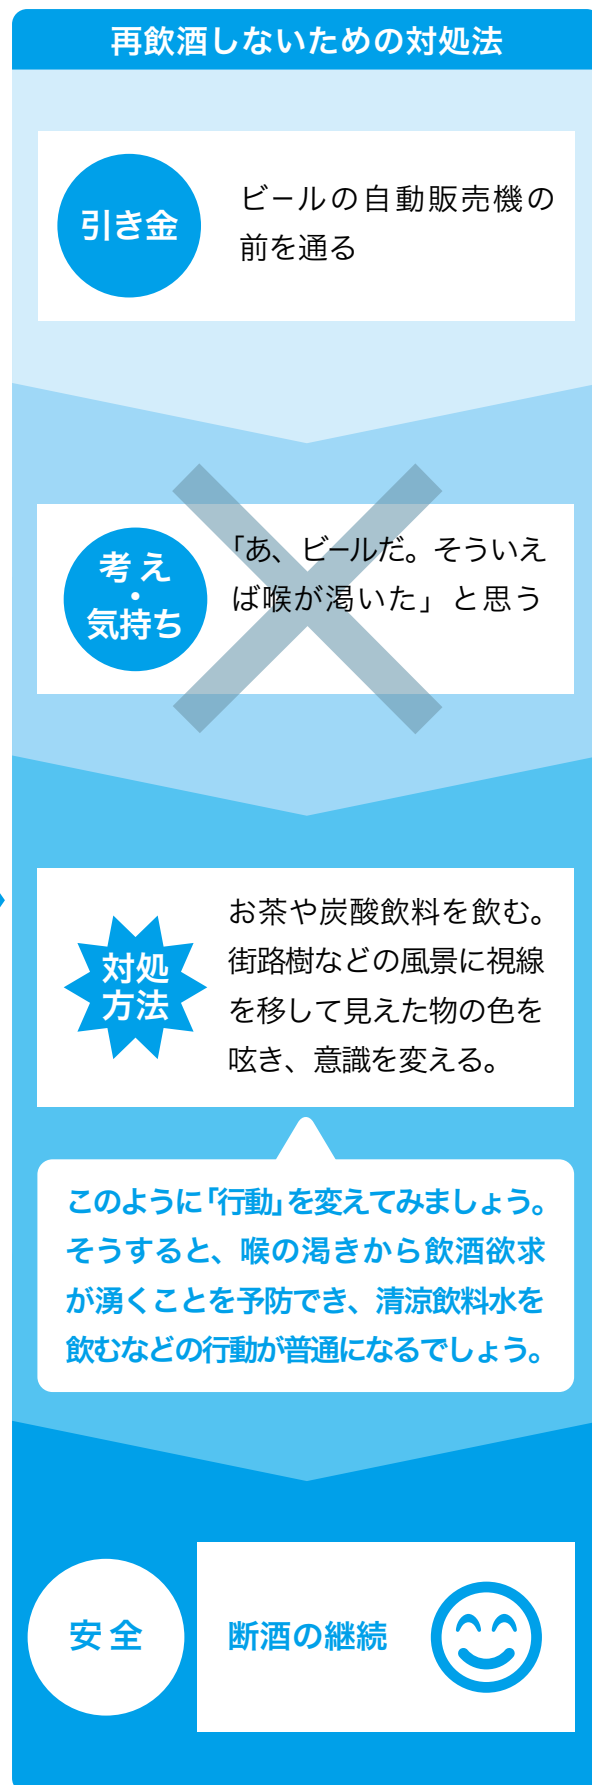 再飲酒しないための対処法
引き金
ビールの自動販売機の
前を通る
考え
・
気持ち
「あ、ビールだ。そういえ
ば喉が渇いた」と思う
対処
方法
お茶や炭酸飲料を飲む。
街路樹などの風景に視線
を移して見えた物の色を
呟き、意識を変える。
このように「行動」を変えてみましょう。
そうすると、喉の渇きから飲酒欲求
が湧くことを予防でき、清涼飲料水を
飲むなどの行動が普通になるでしょう。
安全
断酒の継続